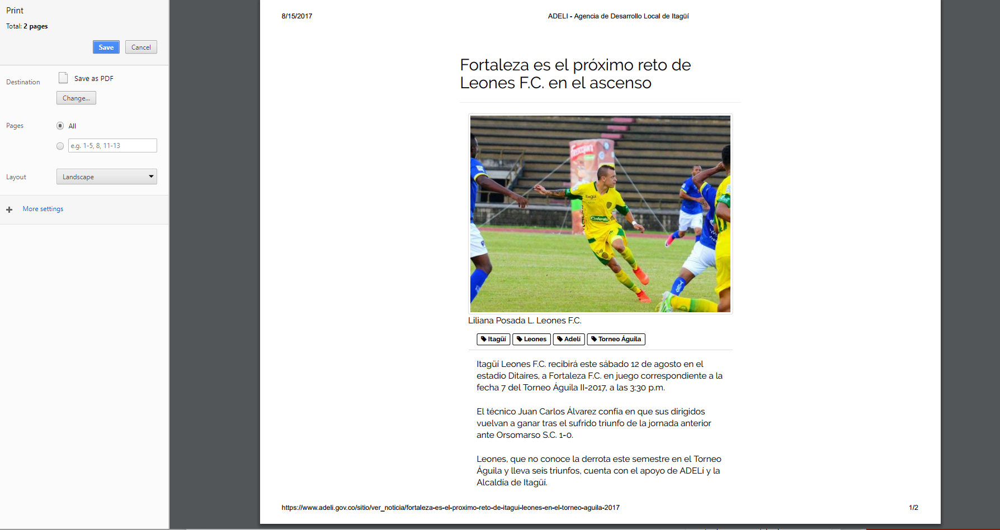 Print
Total: 2 pages
Save
Cancel
Destination
Save as PDF
Change...
Pages
All
e.g. 1-5, 8, 11-13
Layout
Landscape
More settings
8/15/2017
ADELI - Agencia de Desarrollo Local de Itagüí
Fortaleza es el próximo reto de
Leones F.C. en el ascenso
Itagüí
Liliana Posada L. Leones F.C.
Itagüí
Leones
Adelí
Torneo Águila
Itagüí Leones F.C. recibirá este sábado 12 de agosto en el
estadio Ditaires, a Fortaleza F.C. en juego correspondiente a la
fecha 7 del Torneo Águila II-2017, a las 3:30 p.m.
El técnico Juan Carlos Álvarez confía en que sus dirigidos
vuelvan a ganar tras el sufrido triunfo de la jornada anterior
ante Orsomarso S.C. 1-0.
Leones, que no conoce la derrota este semestre en el Torneo
Águila y lleva seis triunfos, cuenta con el apoyo de ADELí y la
Alcaldía de Itagüí.
https://www.adeli.gov.co/sitio/ver_noticia/fortaleza-es-el-proximo-reto-de-itagui-leones-en-el-torneo-aguila-2017
1/2